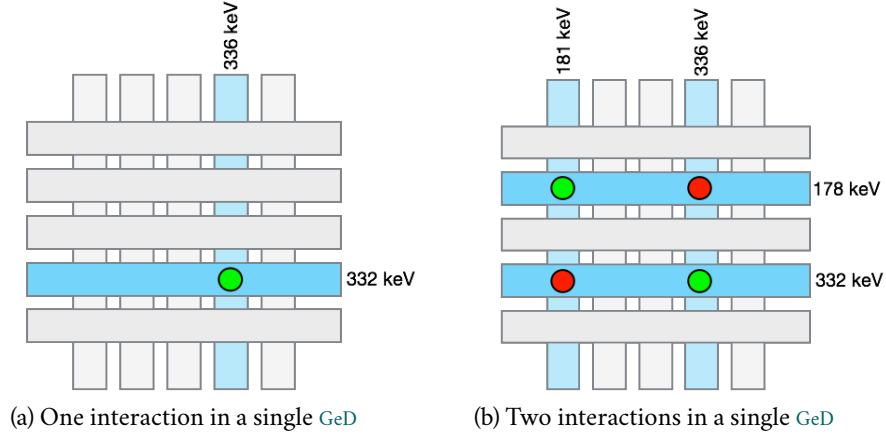 336 keV
332 keV
181 keV
336 keV
178 keV
332 keV
(a) One interaction in a single GeD
(b) Two interactions in a single GeD